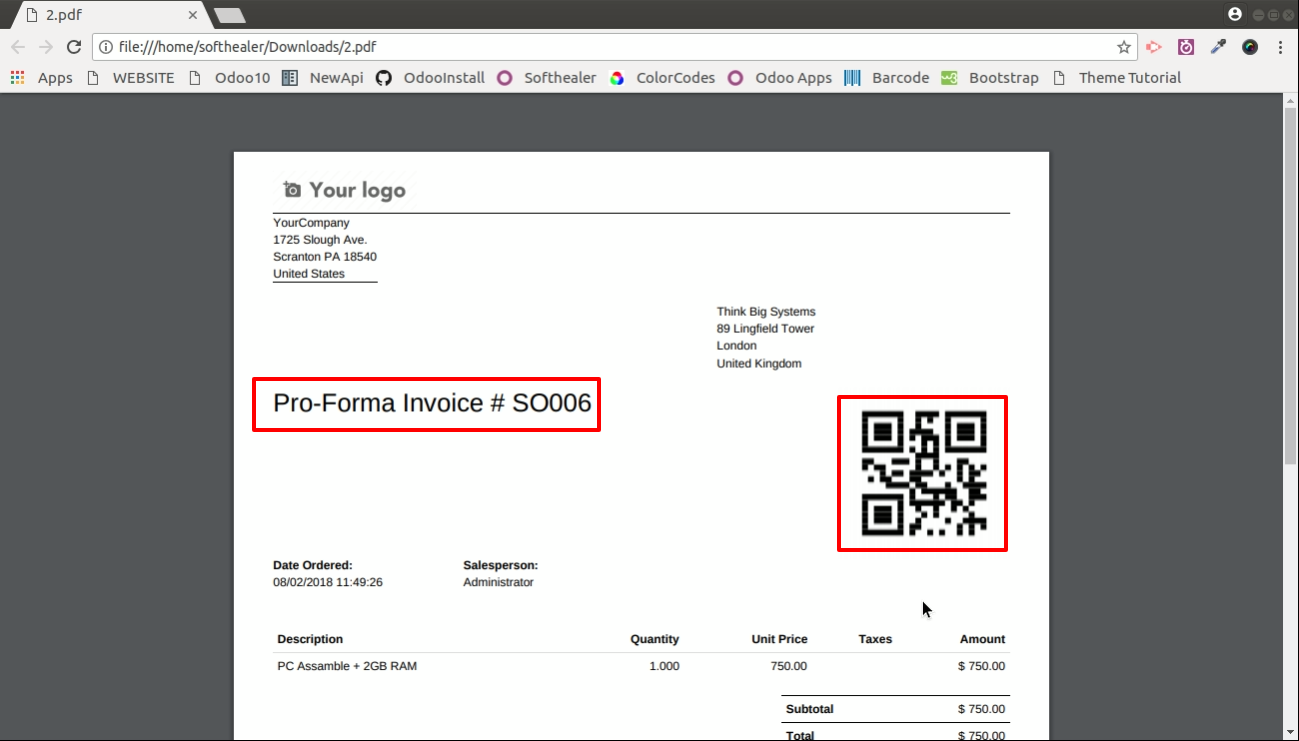 2.pdf
file:///home/softhealer/Downloads/2.pdf
Apps WEBSITE Odoo10 NewApi OdooInstall Softhealer ColorCodes Odoo Apps Barcode Bootstrap Theme Tutorial
Your logo
YourCompany
1725 Slough Ave.
Scranton PA 18540
United States
Think Big Systems
89 Lingfield Tower
London
United Kingdom
Pro-Forma Invoice # SO006
Date Ordered: Salesperson:
08/02/2018 11:49:26 Administrator
Description Quantity Unit Price Taxes Amount
PC Assamble + 2GB RAM 1.000 750.00 $ 750.00
Subtotal $ 750.00
Total $ 750.00